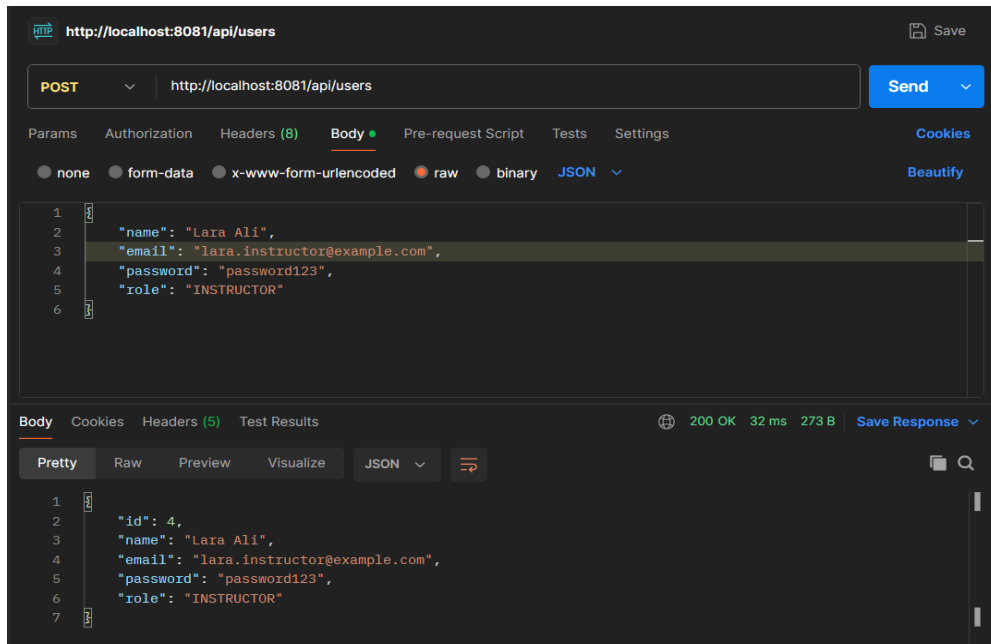 HTTP http://localhost:8081/api/users Save
POST http://localhost:8081/api/users Send
Params Authorization Headers (8) Body Pre-request Script Tests Settings Cookies
none form-data x-www-form-urlencoded raw binary JSON Beautify
1 {
2 "name": "Lara Ali",
3 "email": "lara.instructor@example.com",
4 "password": "password123",
5 "role": "INSTRUCTOR"
6 }
Body Cookies Headers (5) Test Results 200 OK 32 ms 273 B Save Response
Pretty Raw Preview Visualize JSON
1 {
2 "id": 4,
3 "name": "Lara Ali",
4 "email": "lara.instructor@example.com",
5 "password": "password123",
6 "role": "INSTRUCTOR"
7 }